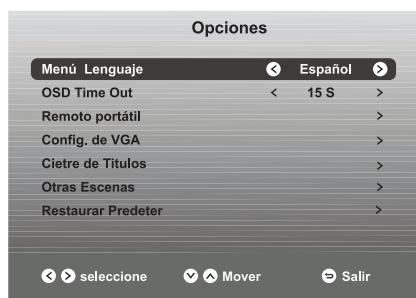 Opciones
Menú Lenguaje Español
OSD Time Out < 15 S >
Remoto portátil >
Config. de VGA >
Cietre de Titulos >
Otras Escenas >
Restaurar Predeter >
seleccione Mover Salir